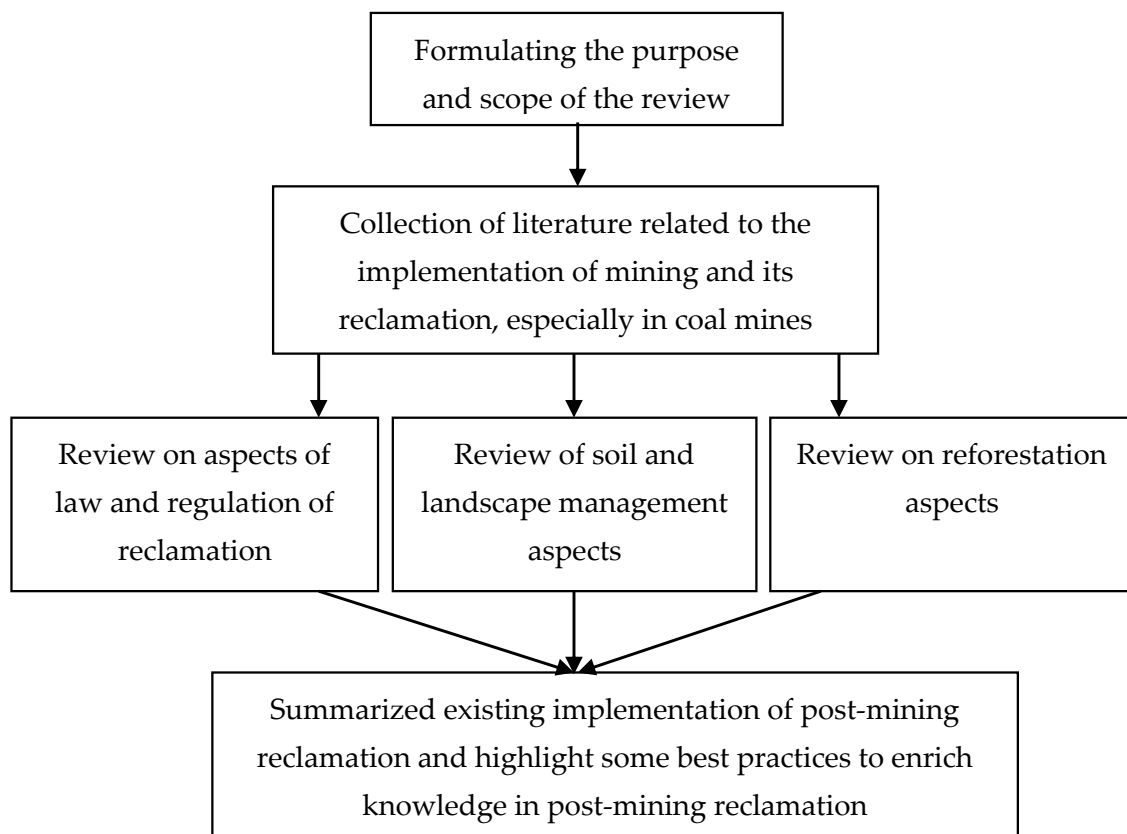 Formulating the purpose
and scope of the review
Collection of literature related to the
implementation of mining and its
reclamation, especially in coal mines
Review on aspects of
law and regulation of
reclamation
Review of soil and
landscape management
aspects
Review on reforestation
aspects
Summarized existing implementation of post-mining
reclamation and highlight some best practices to enrich
knowledge in post-mining reclamation